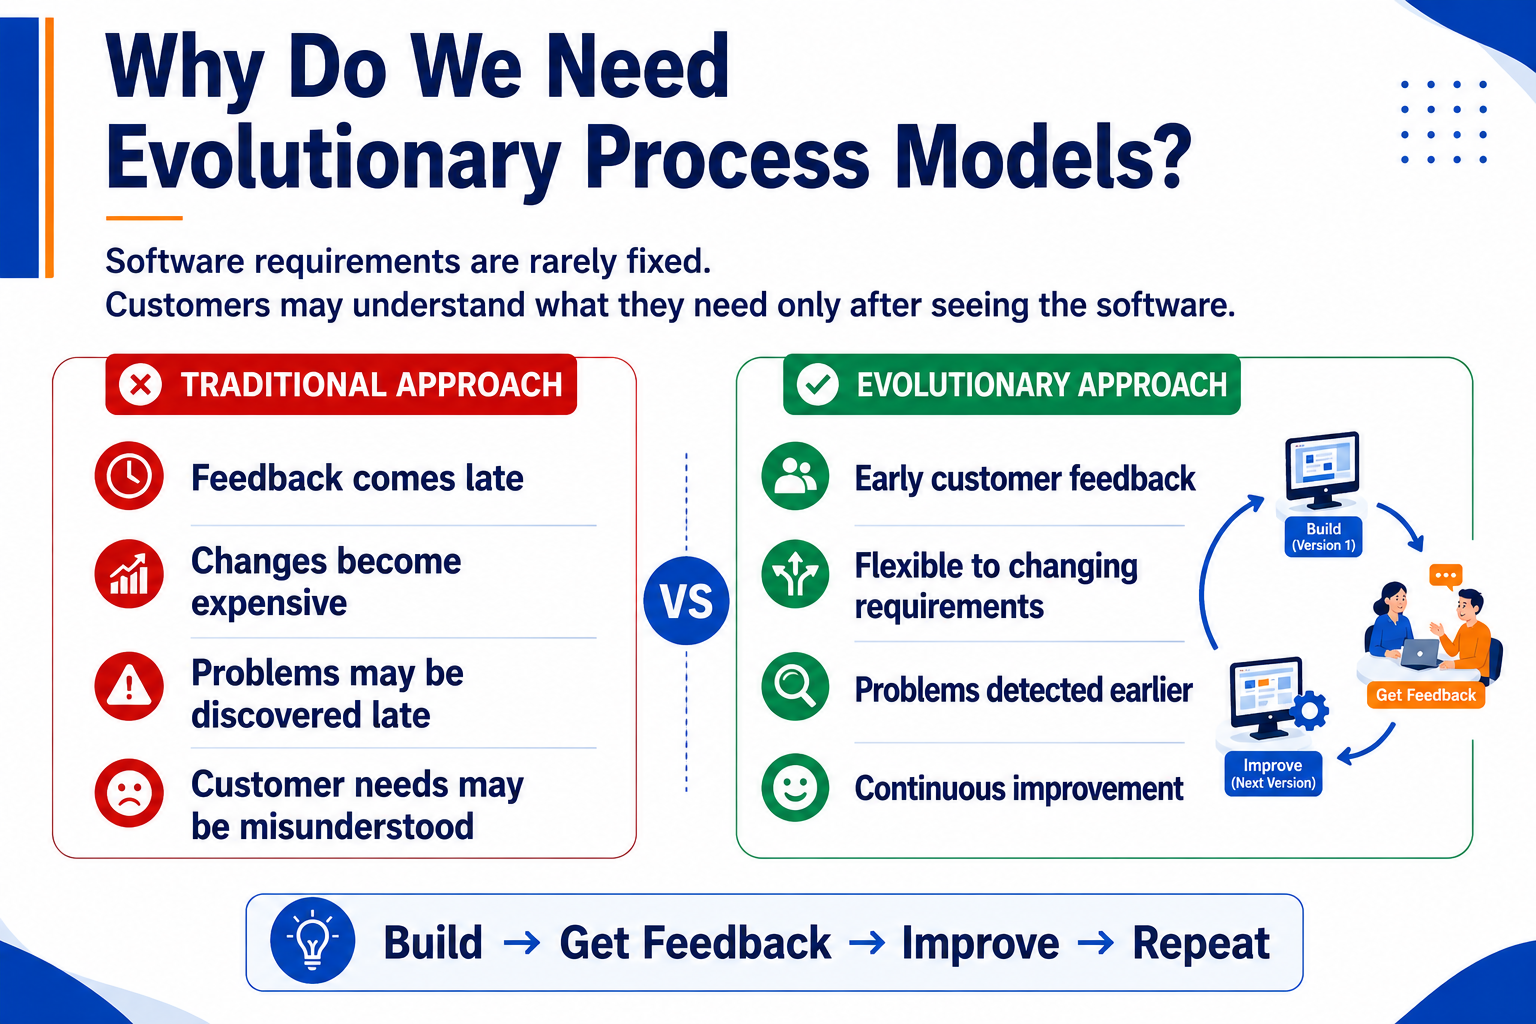 Why Do We Need
Evolutionary Process Models?
Software requirements are rarely fixed.
Customers may understand what they need only after seeing the software.
TRADITIONAL APPROACH
Feedback comes late
Changes become
expensive
Problems may be
discovered late
Customer needs may
be misunderstood
VS
EVOLUTIONARY APPROACH
Early customer feedback
Flexible to changing
requirements
Problems detected earlier
Continuous improvement
Build
(Version 1)
Get Feedback
Improve
(Next Version)
Build → Get Feedback → Improve → Repeat